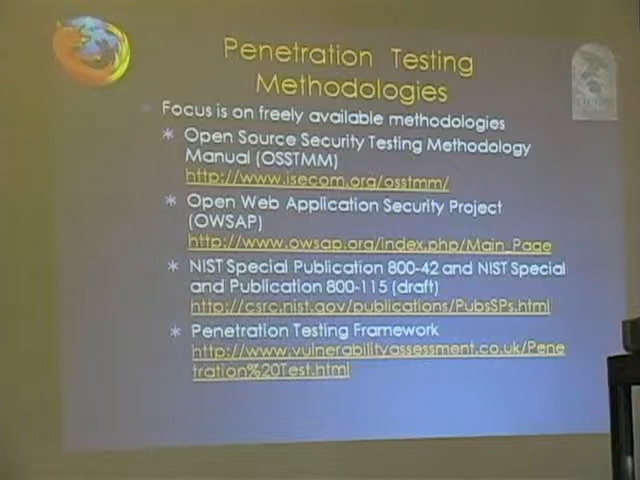 Penetration Testing
Methodologies
Focus is on freely available methodologies
* Open Source Security Testing Methodology
Manual (OSSTMM)
http://www.isecom.org/osstmm/
* Open Web Application Security Project
(OWSAP)
http://www.owsap.org/index.php/Main_Page
* NIST Special Publication 800-42 and NIST Special
and Publication 800-115 (draft)
http://csrc.nist.gov/publications/PubsSPs.html
* Penetration Testing Framework
http://www.vulnerabilityassessment.co.uk/Pene
tration%20Test.html